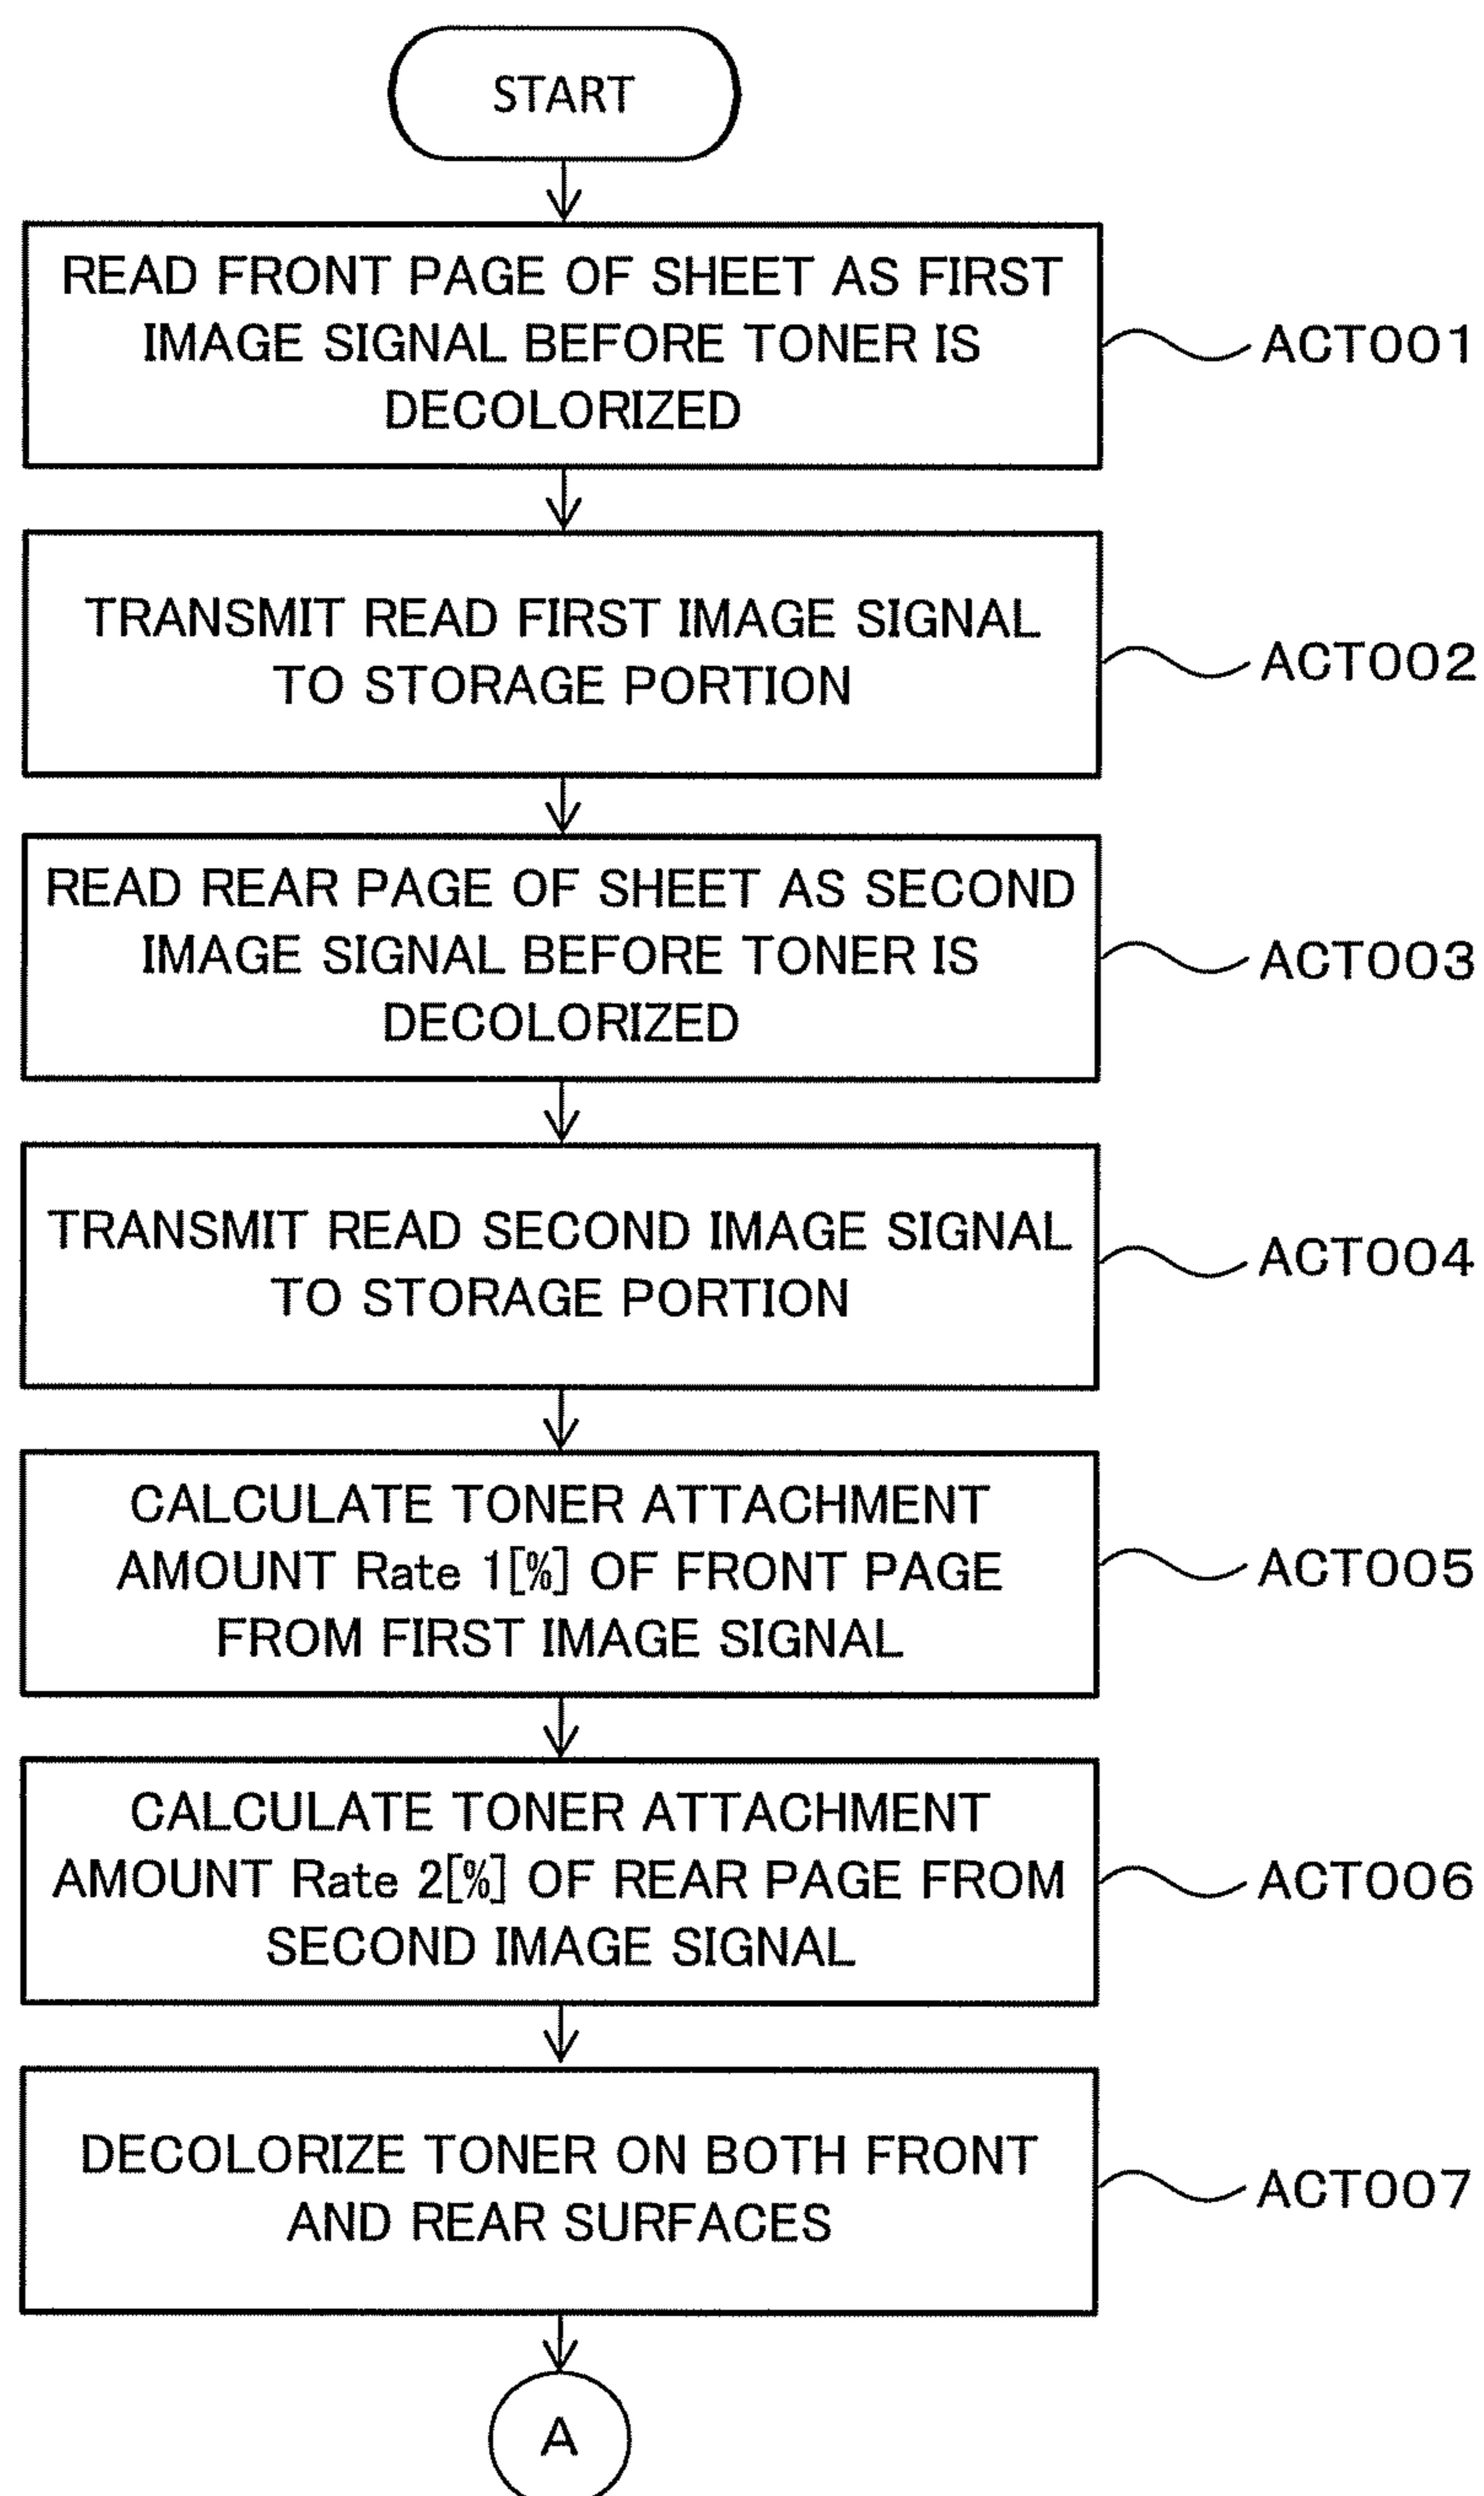 START
READ FRONT PAGE OF SHEET AS FIRST
IMAGE SIGNAL BEFORE TONER IS
DECOLORIZED
ACT001
TRANSMIT READ FIRST IMAGE SIGNAL
TO STORAGE PORTION
ACT002
READ REAR PAGE OF SHEET AS SECOND
IMAGE SIGNAL BEFORE TONER IS
DECOLORIZED
ACT003
TRANSMIT READ SECOND IMAGE SIGNAL
TO STORAGE PORTION
ACT004
CALCULATE TONER ATTACHMENT
AMOUNT Rate 1[%] OF FRONT PAGE
FROM FIRST IMAGE SIGNAL
ACT005
CALCULATE TONER ATTACHMENT
AMOUNT Rate 2[%] OF REAR PAGE FROM
SECOND IMAGE SIGNAL
ACT006
DECOLORIZE TONER ON BOTH FRONT
AND REAR SURFACES
ACT007
A